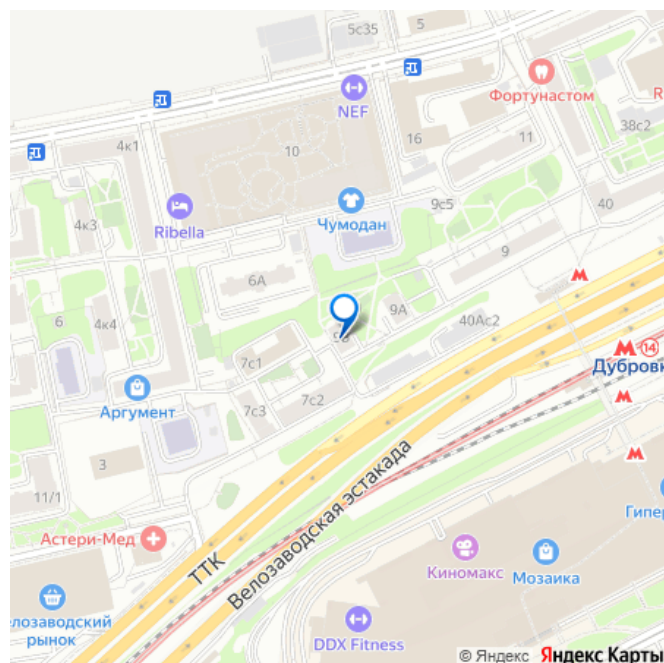 5с35
5
NEF
Фортунастом
38с2
4к1
10
16
11
Ribella
Чумодан
9с5
40
4к3
9
6А
9А
40Ас2
6
4к4
7с1
14
Дубровк
Аргумент
7с3
7с2
3
11/1
Гипер
Астери-Мед
ТТК
Велозаводская эстакада
Киномакс
Мозаика
елозаводский
рынок
DDX Fitness
© Яндекс Яндекс Карты